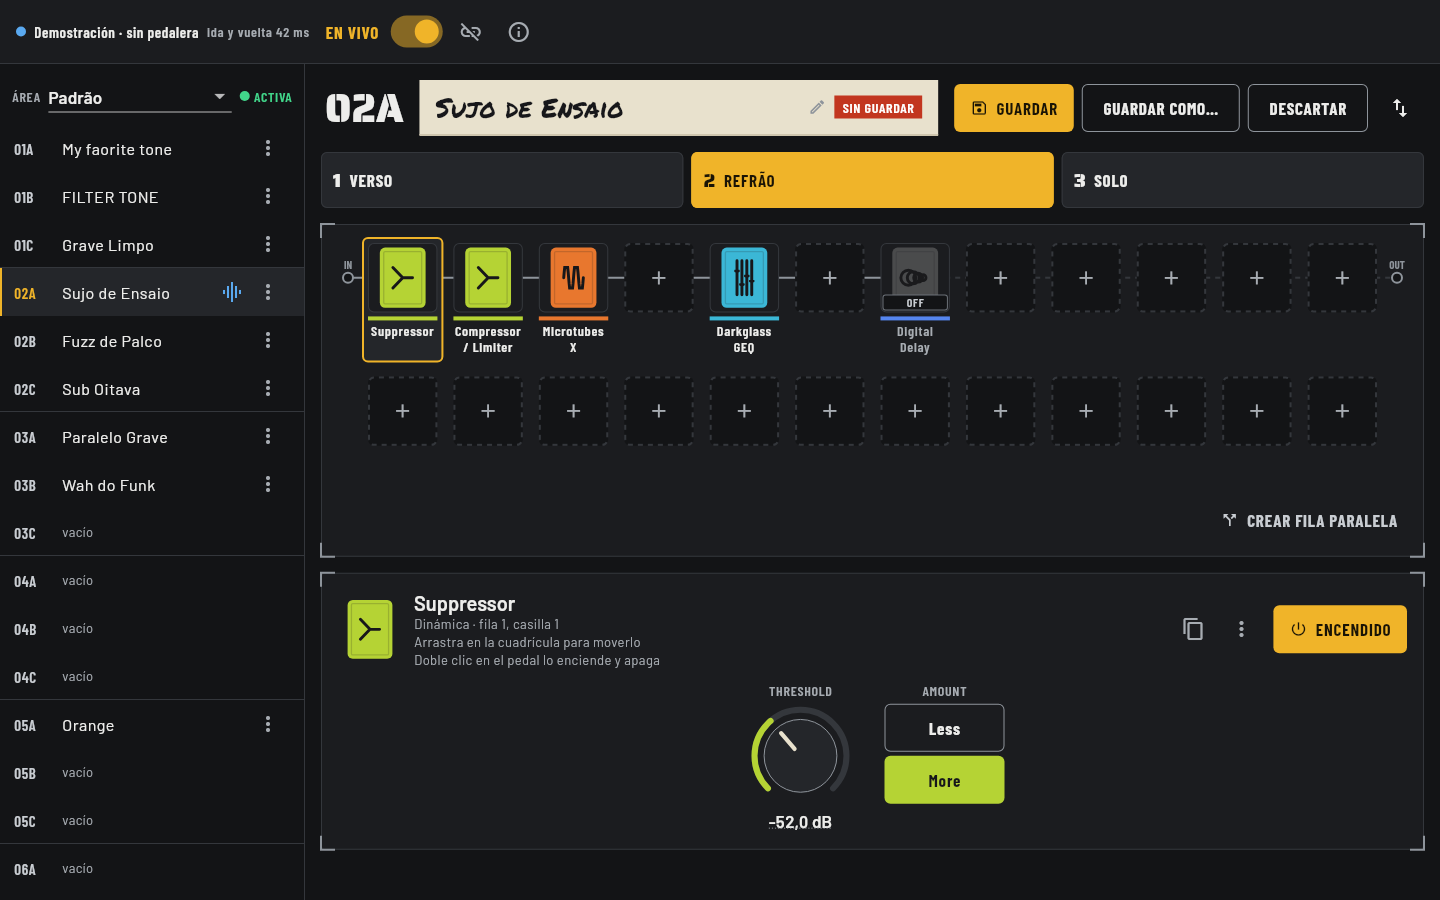 Demostración · sin pedalera Ida y vuelta 42 ms EN VIVO
ÁREA Padrão ACTIVA
01A My faorite tone
01B FILTER TONE
01C Grave Limpo
02A Sujo de Ensaio
02B Fuzz de Palco
02C Sub Oitava
03A Paralelo Grave
03B Wah do Funk
03C vacío
04A vacío
04B vacío
04C vacío
05A Orange
05B vacío
05C vacío
06A vacío
02A Sujo de Ensaio SIN GUARDAR GUARDAR GUARDAR COMO... DESCARTAR
1 VERSO 2 REFRÃO 3 SOLO
IN OUT
OFF
Suppressor
Compressor
/ Limiter
Microtubes
X
Darkglass
GEQ
Digital
Delay
CREAR FILA PARALELA
Suppressor
Dinámica · fila 1, casilla 1
Arrastra en la cuadrícula para moverlo
Doble clic en el pedal lo enciende y apaga
ENCENDIDO
THRESHOLD AMOUNT
Less
More
-52,0 dB